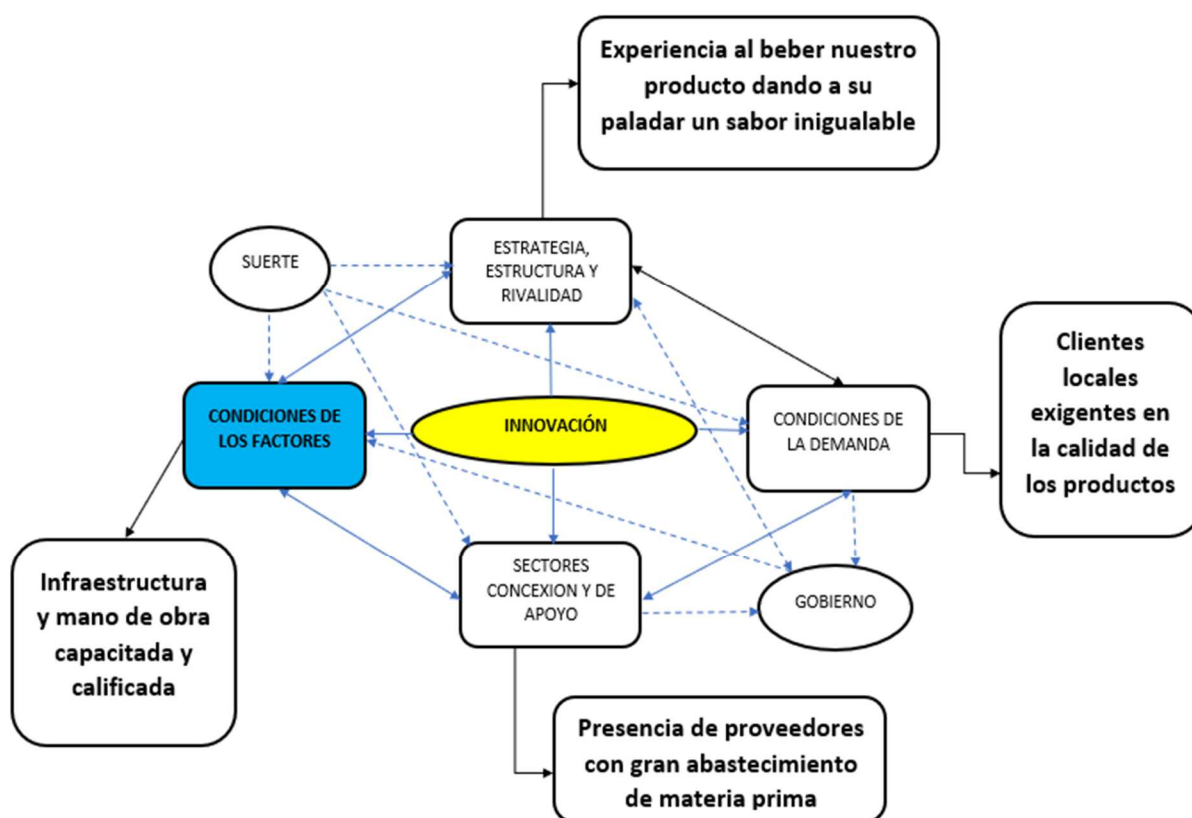 Experiencia al beber nuestro
producto dando a su
paladar un sabor inigualable
SUERTE
ESTRATEGIA,
ESTRUCTURA Y
RIVALIDAD
Clientes
locales
exigentes en
la calidad de
los productos
CONDICIONES DE
LOS FACTORES
INNOVACIÓN
CONDICIONES DE
LA DEMANDA
Infraestructura
y mano de obra
capacitada y
calificada
SECTORES
CONCEXION Y DE
APOYO
GOBIERNO
Presencia de proveedores
con gran abastecimiento
de materia prima